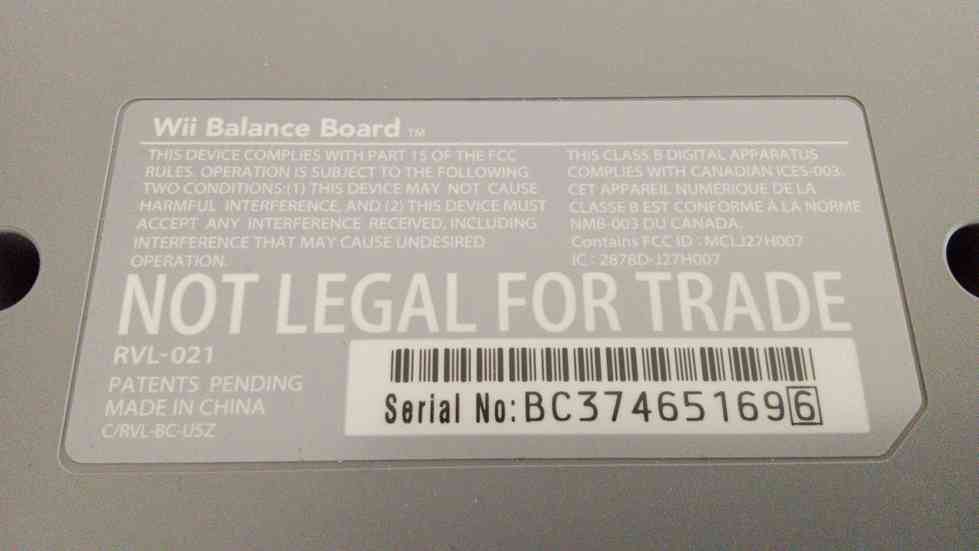 Wii Balance Board TM
THIS DEVICE COMPLIES WITH PART 15 OF THE FCC
RULES. OPERATION IS SUBJECT TO THE FOLLOWING
TWO CONDITIONS:(1) THIS DEVICE MAY NOT CAUSE
HARMFUL INTERFERENCE, AND (2) THIS DEVICE MUST
ACCEPT ANY INTERFERENCE RECEIVED, INCLUDING
INTERFERENCE THAT MAY CAUSE UNDESIRED
OPERATION.
THIS CLASS B DIGITAL APPARATUS
COMPLIES WITH CANADIAN ICES-003.
CET APPAREIL NUMÉRIQUE DE LA
CLASSE B EST CONFORME À LA NORME
NMB-003 DU CANADA.
Contains FCC ID : MCLJ27H007
IC : 2878D-J27H007
NOT LEGAL FOR TRADE
RVL-021
PATENTS PENDING
MADE IN CHINA
C/RVL-BC-USZ
Serial No:BC374651696